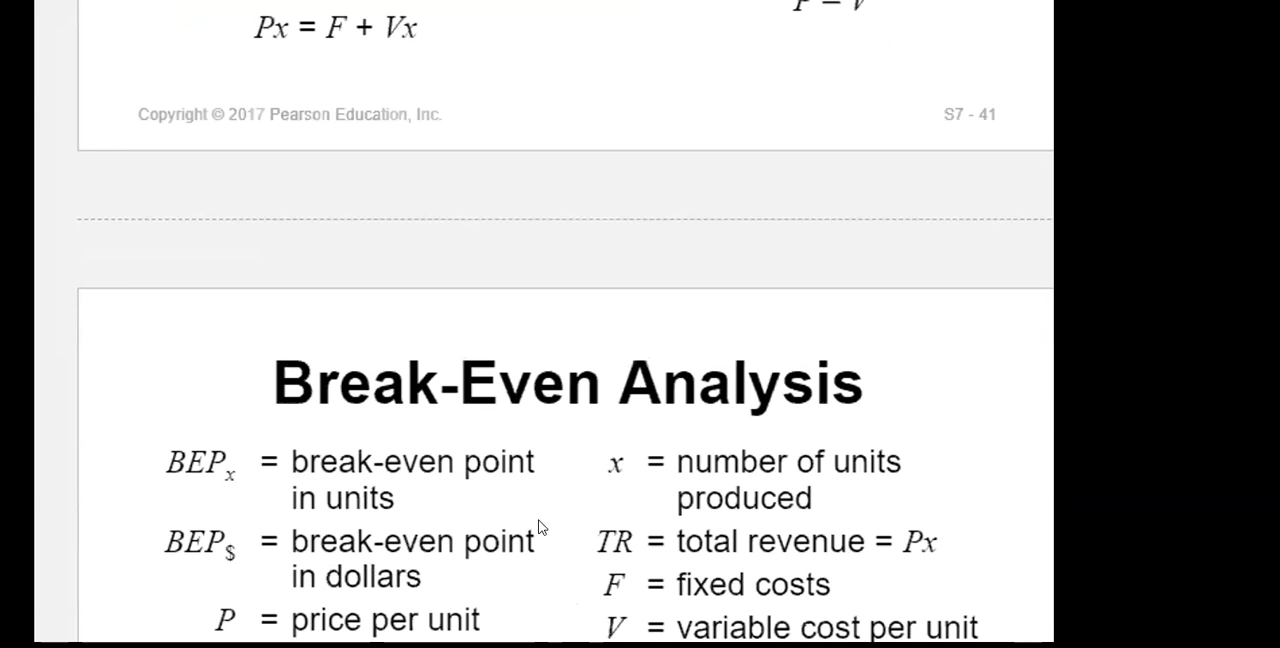 P = V
Px = F + Vx
Copyright © 2017 Pearson Education, Inc.
S7 - 41
Break-Even Analysis
BEPx = break-even point in units
x = number of units produced
BEP$ = break-even point in dollars
TR = total revenue = Px
F = fixed costs
P = price per unit
V = variable cost per unit